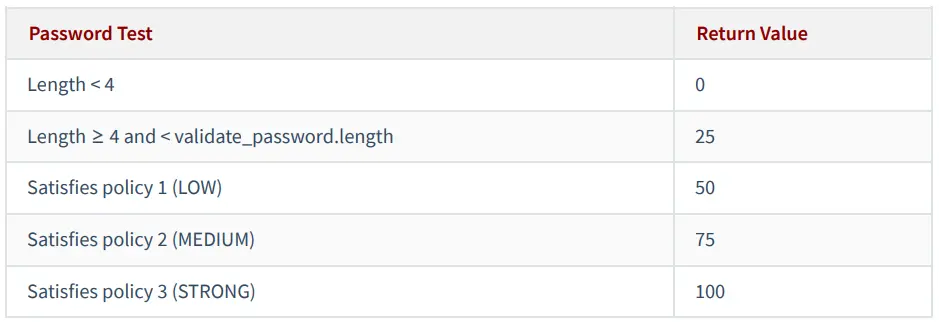 Password Test Return Value
Length < 4 0
Length ≥ 4 and < validate_password.length 25
Satisfies policy 1 (LOW) 50
Satisfies policy 2 (MEDIUM) 75
Satisfies policy 3 (STRONG) 100